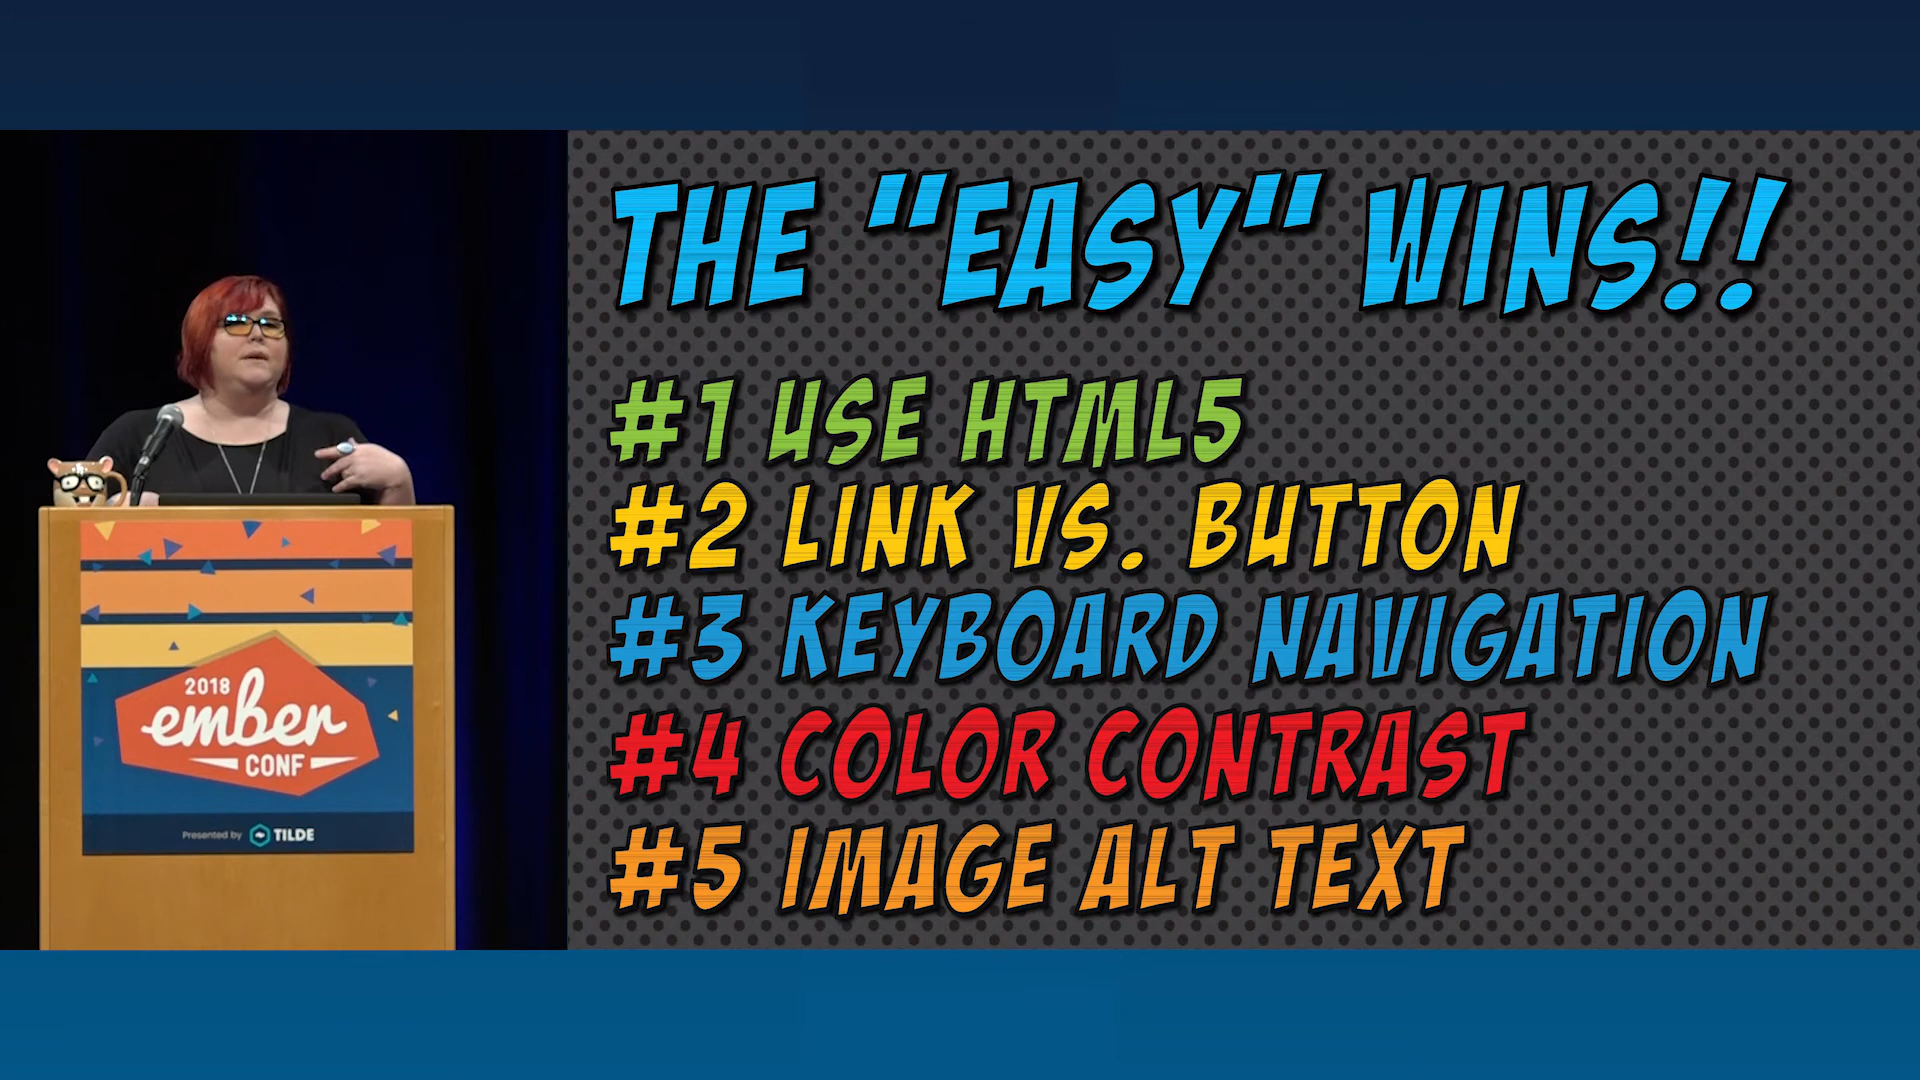 THE "EASY" WINS!!
#1 USE HTML5
#2 LINK VS. BUTTON
#3 KEYBOARD NAVIGATION
#4 COLOR CONTRAST
#5 IMAGE ALT TEXT
2018
ember
CONF
Presented by TILDE